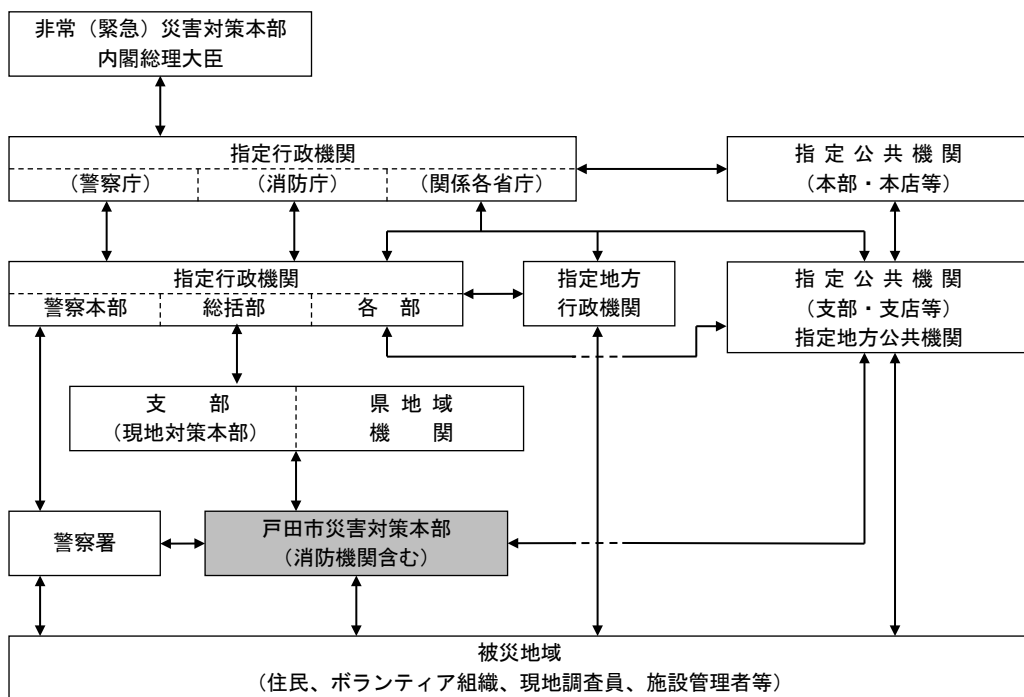 非常（緊急）災害対策本部
内閣総理大臣
指定行政機関
（警察庁）
（消防庁）
（関係各省庁）
指 定 公 共 機 関
（本部・本店等）
指定行政機関
警察本部
総括部
各　部
指定地方
行政機関
指 定 公 共 機 関
（支部・支店等）
指定地方公共機関
支　　部
（現地対策本部）
県 地 域
機　　関
警察署
戸田市災害対策本部
（消防機関含む）
被災地域
（住民、ボランティア組織、現地調査員、施設管理者等）